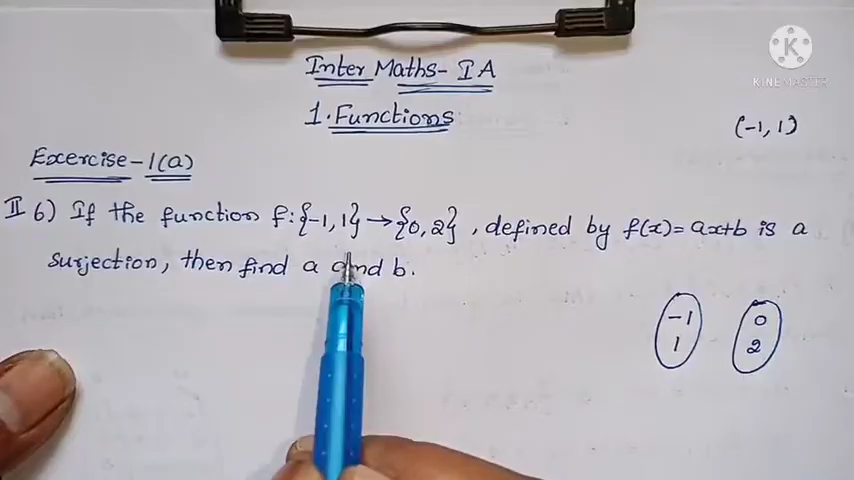 Inter Maths- I A
1. Functions
(-1, 1)
Exercise-1(a)
II 6) If the function f:{-1, 1} → {0, 2} , defined by f(x)= ax+b is a
surjection, then find a and b.
-1 0
1 2
K
KINEMASTER